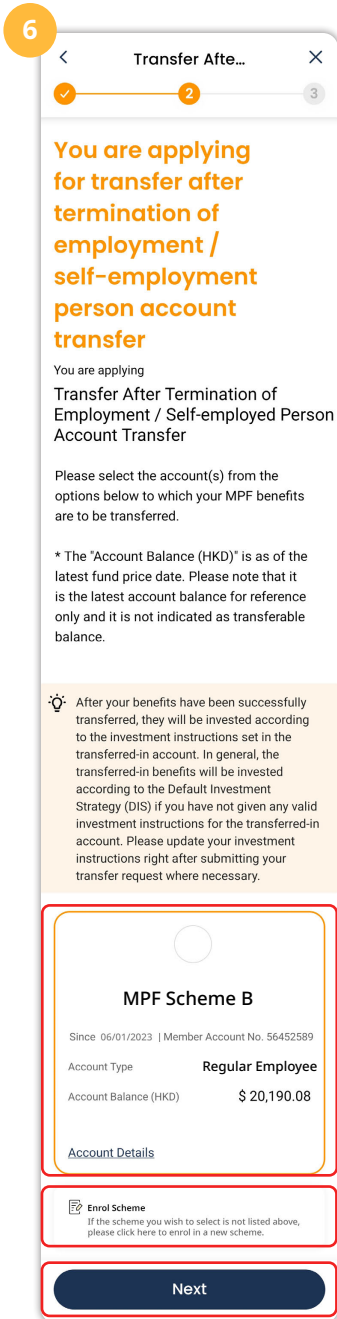 6
Transfer Afte...
2
3
You are applying
for transfer after
termination of
employment /
self-employment
person account
transfer
You are applying
Transfer After Termination of
Employment / Self-employed Person
Account Transfer
Please select the account(s) from the
options below to which your MPF benefits
are to be transferred.
* The "Account Balance (HKD)" is as of the
latest fund price date. Please note that it
is the latest account balance for reference
only and it is not indicated as transferable
balance.
After your benefits have been successfully
transferred, they will be invested according
to the investment instructions set in the
transferred-in account. In general, the
transferred-in benefits will be invested
according to the Default Investment
Strategy (DIS) if you have not given any valid
investment instructions for the transferred-in
account. Please update your investment
instructions right after submitting your
transfer request where necessary.
MPF Scheme B
Since 06/01/2023 | Member Account No. 56452589
Account Type Regular Employee
Account Balance (HKD) $ 20,190.08
Account Details
Enrol Scheme
If the scheme you wish to select is not listed above,
please click here to enrol in a new scheme.
Next